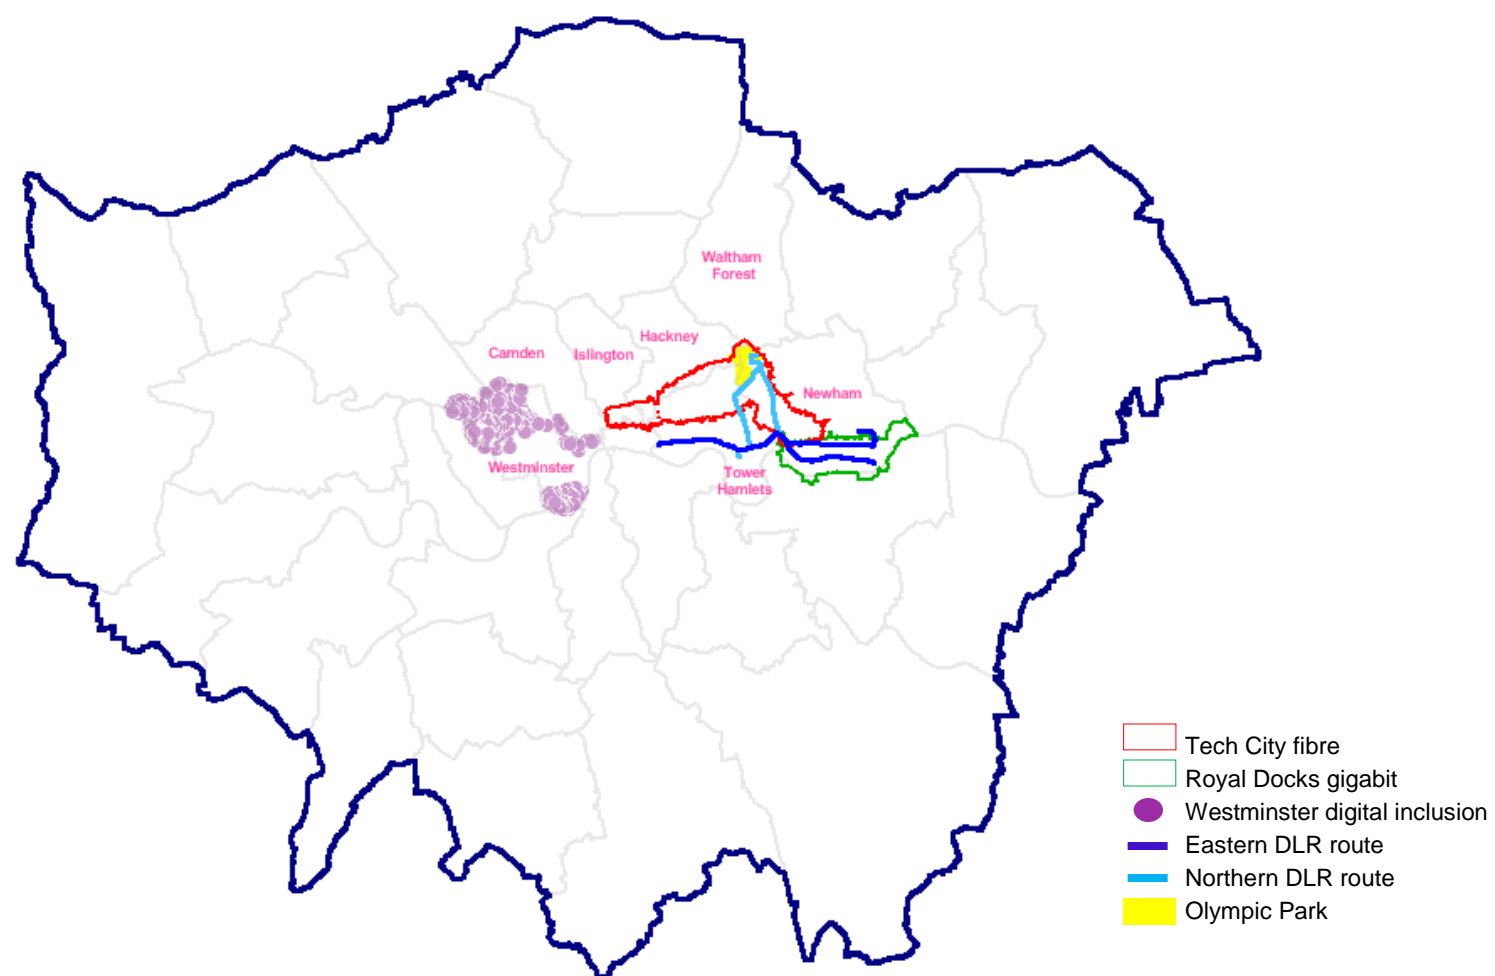 Waltham
Forest
Hackney
Camden
Islington
Newham
Westminster
Tower
Hamlets
Tech City fibre
Royal Docks gigabit
Westminster digital inclusion
Eastern DLR route
Northern DLR route
Olympic Park